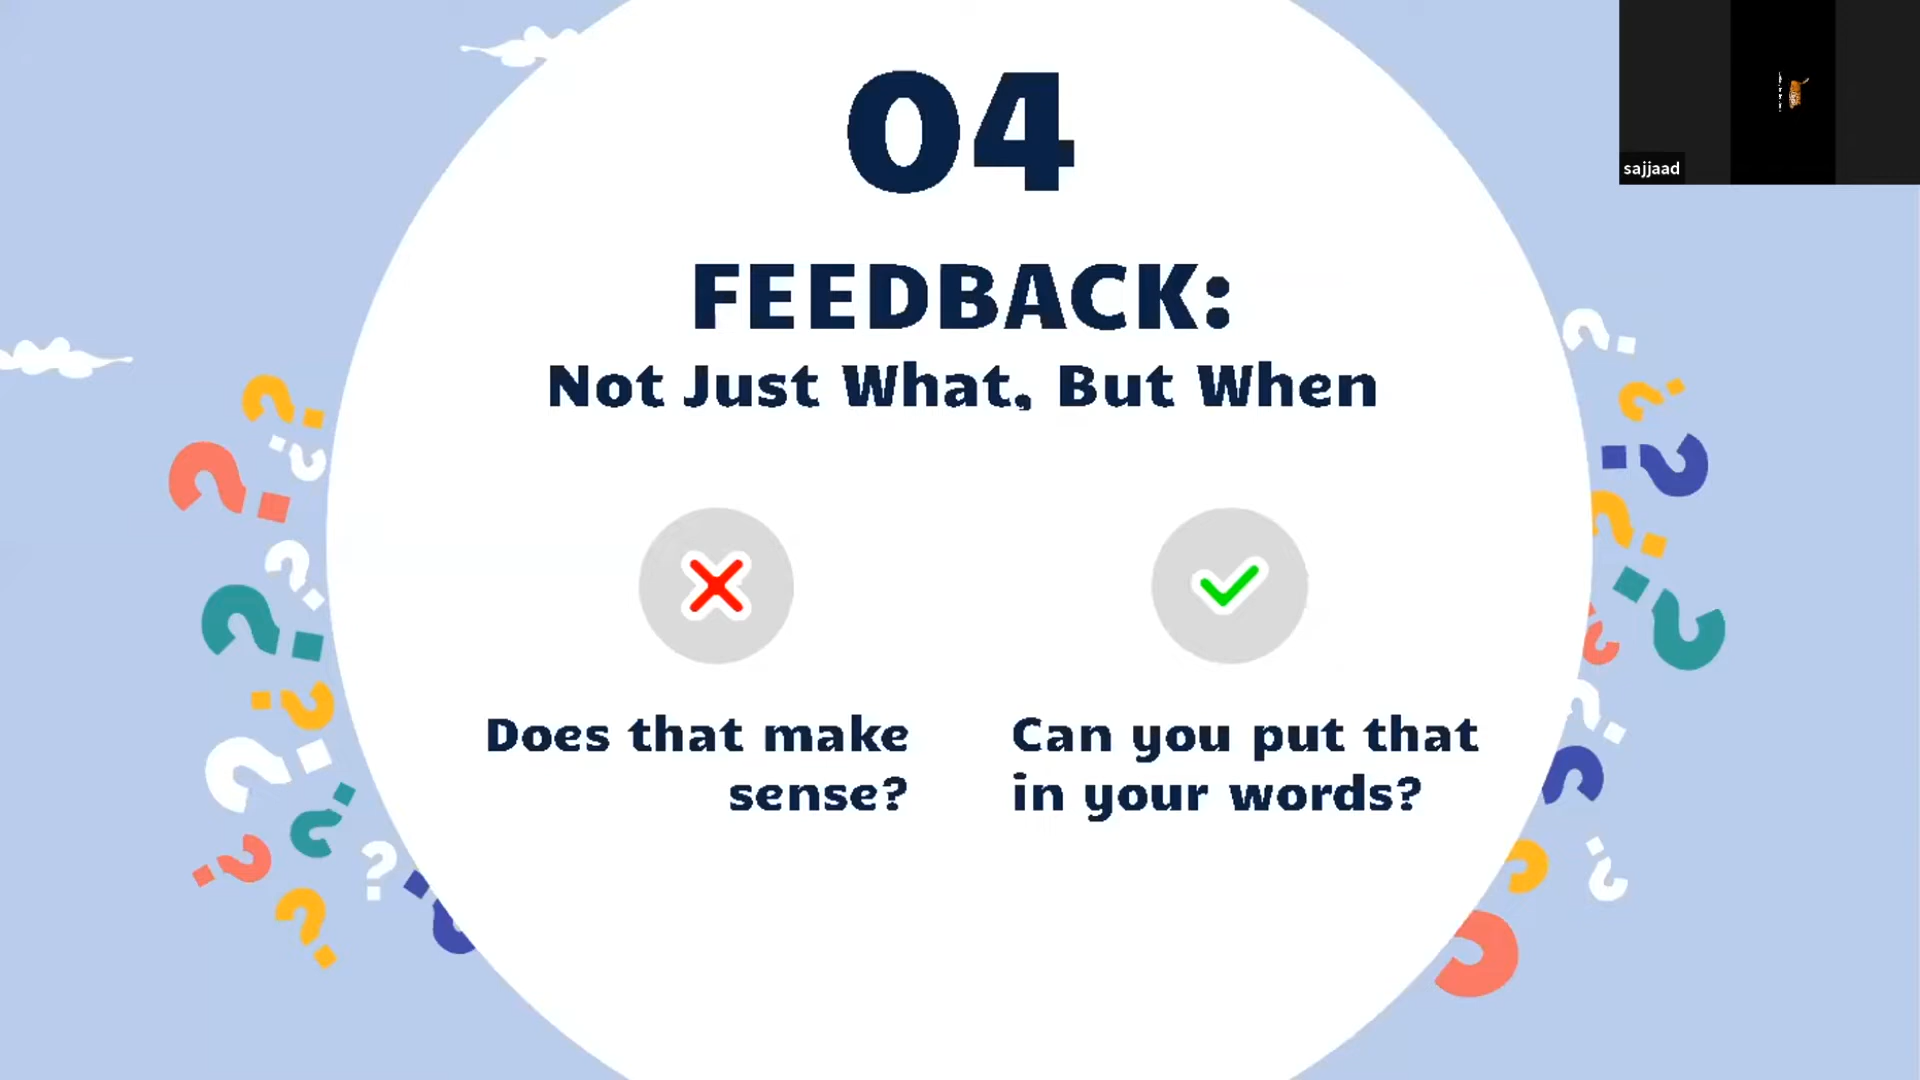 04
FEEDBACK:
Not Just What, But When
Does that make
sense?
Can you put that
in your words?
sajjaad